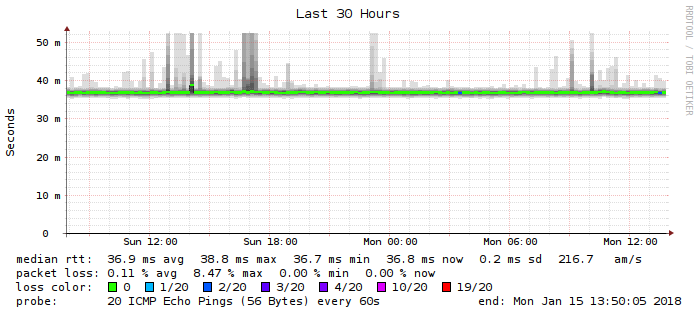 Last 30 Hours
RRDTOOL / TOBI OETIKER
Seconds
50 m
40 m
30 m
20 m
10 m
0
Sun 12:00 Sun 18:00 Mon 00:00 Mon 06:00 Mon 12:00
median rtt: 36.9 ms avg 38.8 ms max 36.7 ms min 36.8 ms now 0.2 ms sd 216.7 am/s
packet loss: 0.11 % avg 8.47 % max 0.00 % min 0.00 % now
loss color: 0 1/20 2/20 3/20 4/20 10/20 19/20
probe: 20 ICMP Echo Pings (56 Bytes) every 60s end: Mon Jan 15 13:50:05 2018